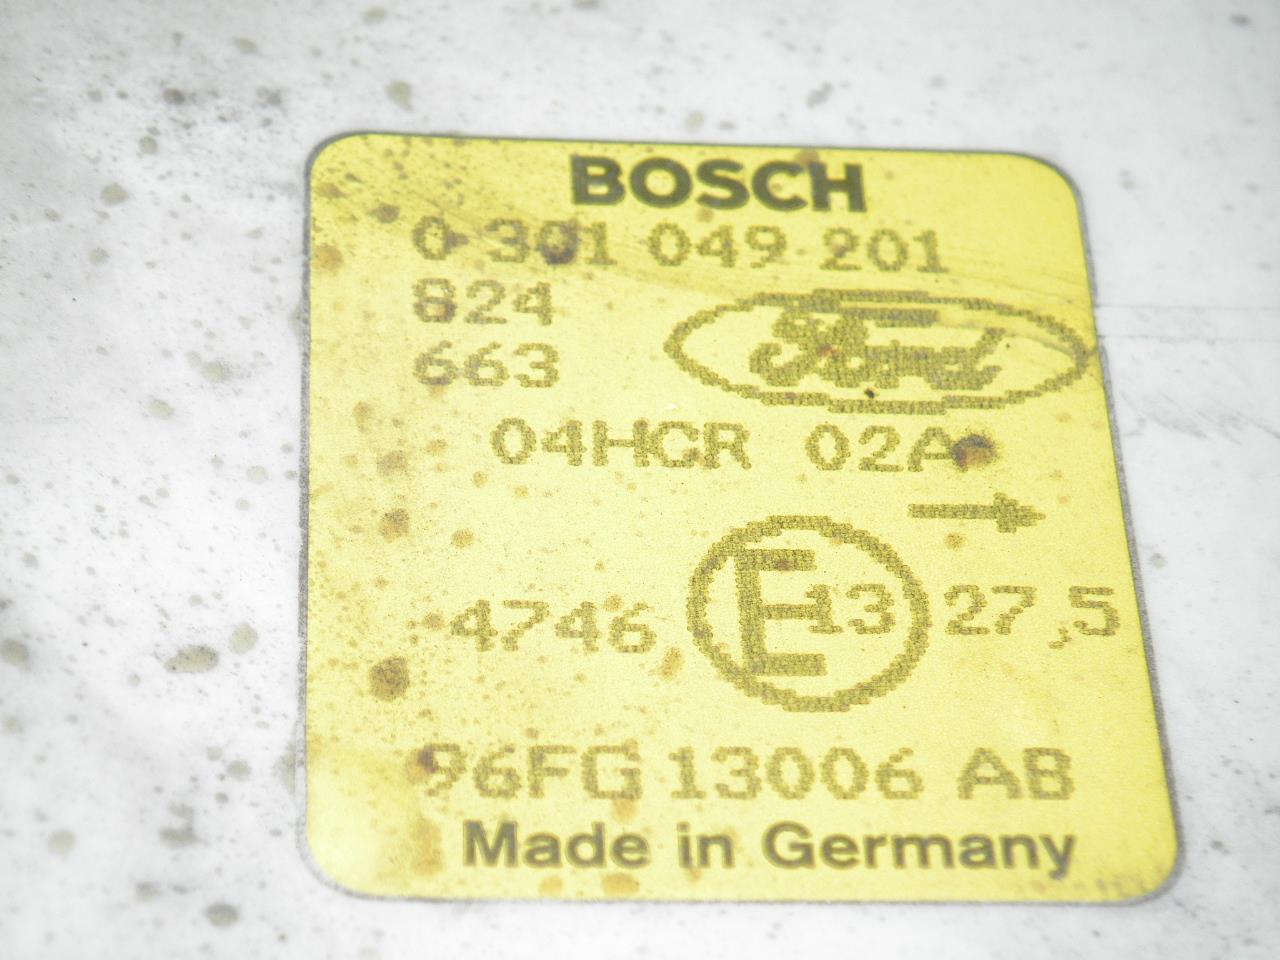 BOSCH
0 301 049 201
824
663
Ford
04HCR 02A
4746 E13 27,5
96FG 13006 AB
Made in Germany